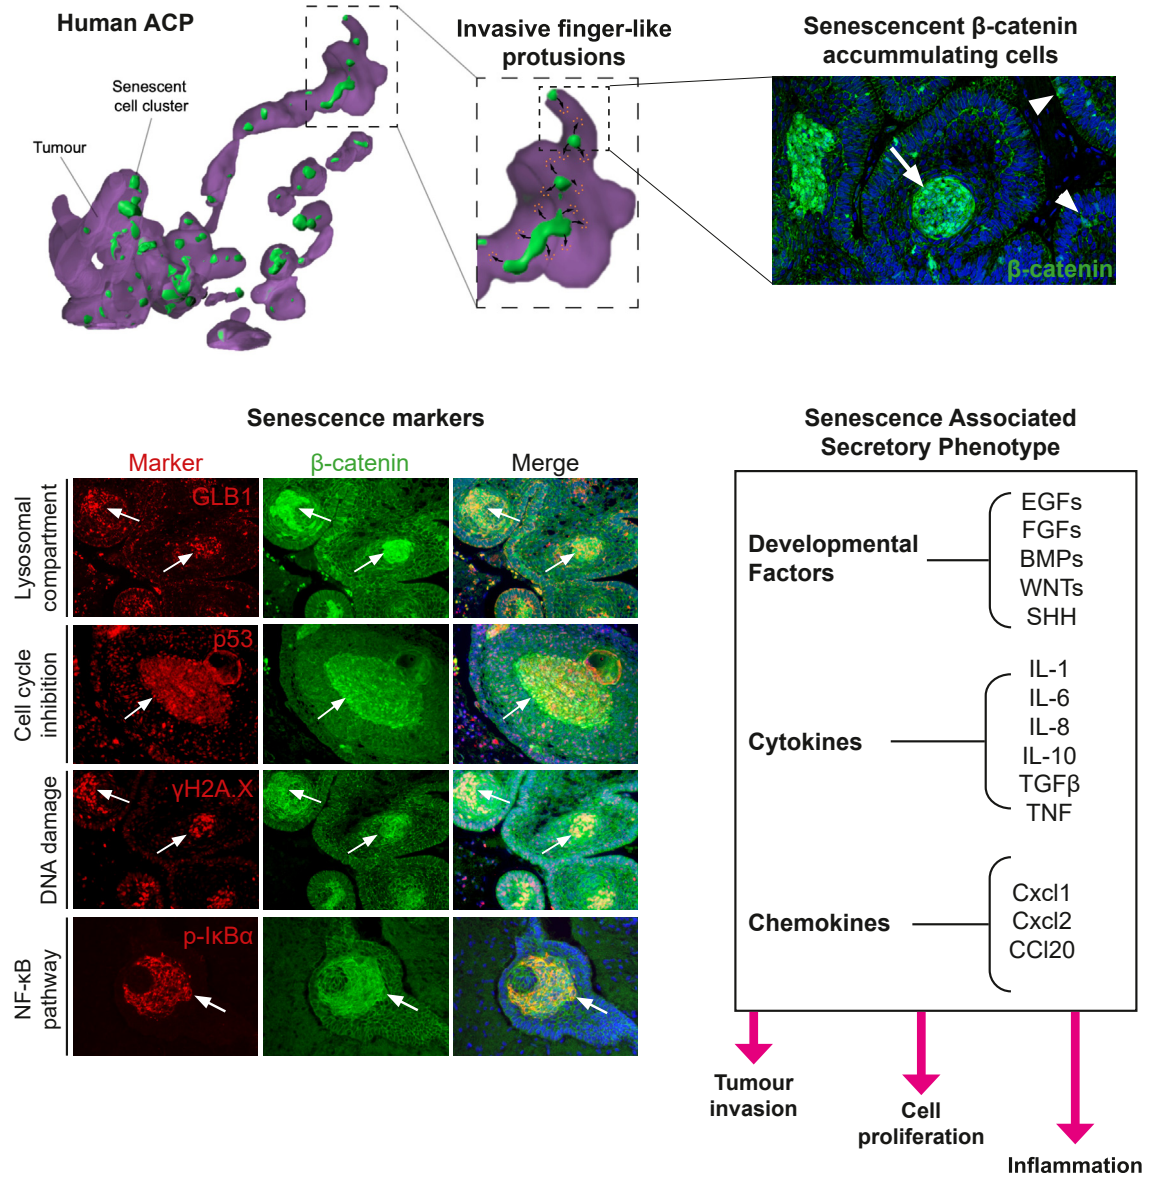 Human ACP
Senescent
cell cluster
Tumour
Invasive finger-like
protusions
Senescencent β-catenin
accummulating cells
β-catenin
Senescence markers
Marker
β-catenin
Merge
Lysosomal
compartment
GLB1
Cell cycle
inhibition
p53
DNA damage
γH2A.X
NF-κB
pathway
p-IκBα
Senescence Associated
Secretory Phenotype
Developmental
Factors
EGFs
FGFs
BMPs
WNTs
SHH
Cytokines
IL-1
IL-6
IL-8
IL-10
TGFβ
TNF
Chemokines
Cxcl1
Cxcl2
CCl20
Tumour
invasion
Cell
proliferation
Inflammation